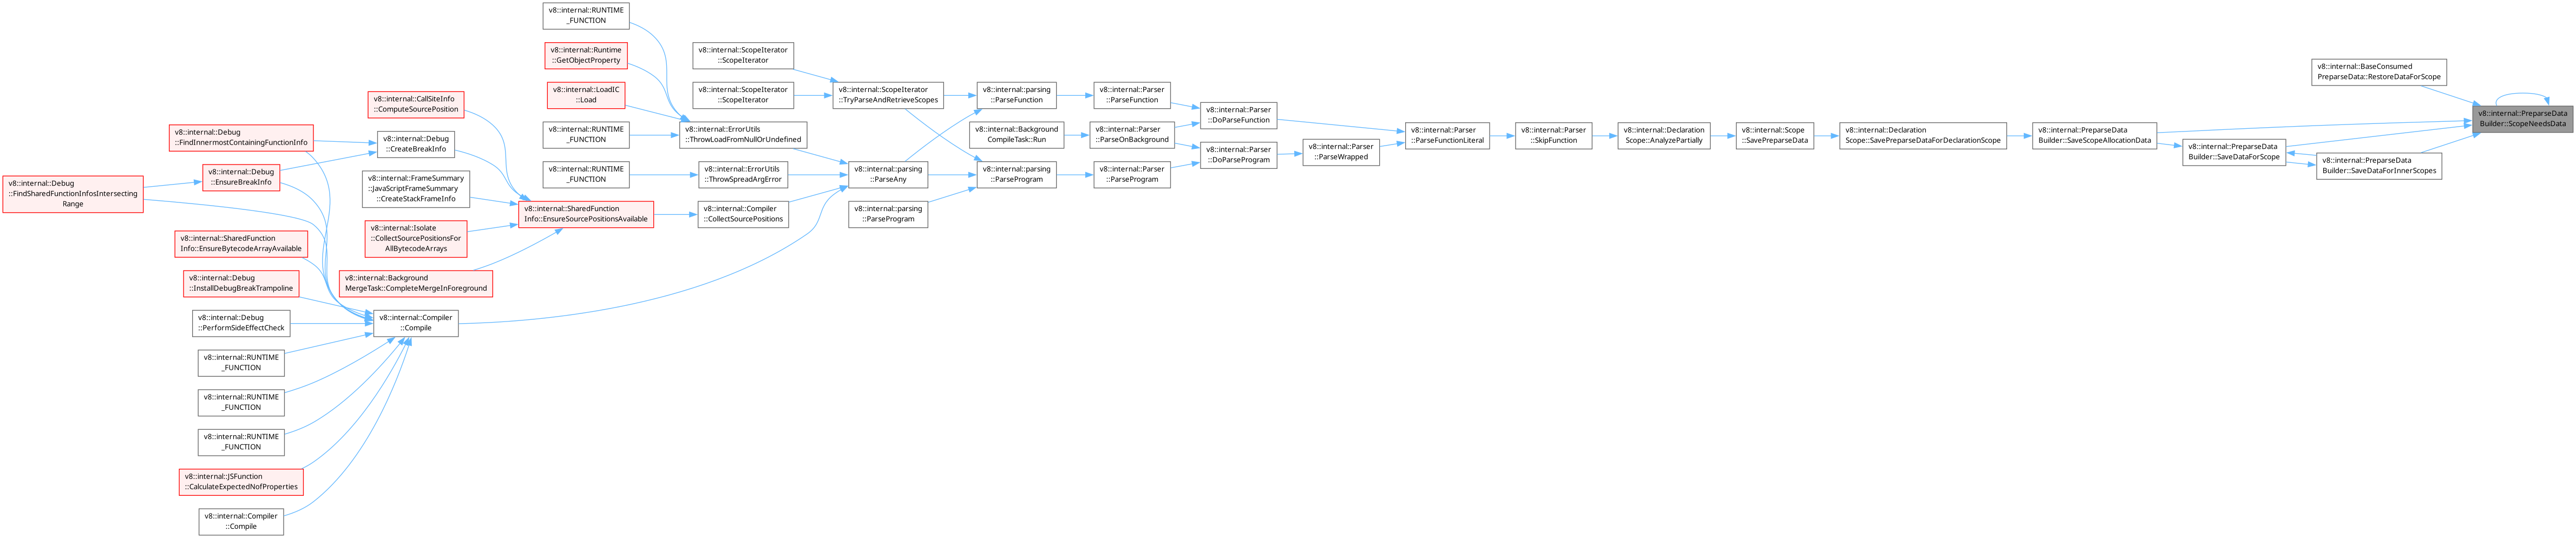 v8::internal::RUNTIME
_FUNCTION
v8::internal::Runtime
::GetObjectProperty
v8::internal::LoadIC
::Load
v8::internal::RUNTIME
_FUNCTION
v8::internal::RUNTIME
_FUNCTION
v8::internal::ScopeIterator
::ScopeIterator
v8::internal::ScopeIterator
::ScopeIterator
v8::internal::ErrorUtils
::ThrowLoadFromNullOrUndefined
v8::internal::ErrorUtils
::ThrowSpreadArgError
v8::internal::Compiler
::CollectSourcePositions
v8::internal::ScopeIterator
::TryParseAndRetrieveScopes
v8::internal::parsing
::ParseAny
v8::internal::parsing
::ParseProgram
v8::internal::parsing
::ParseFunction
v8::internal::Background
CompileTask::Run
v8::internal::parsing
::ParseProgram
v8::internal::Parser
::ParseFunction
v8::internal::Parser
::ParseOnBackground
v8::internal::Parser
::ParseProgram
v8::internal::Parser
::DoParseFunction
v8::internal::Parser
::DoParseProgram
v8::internal::Parser
::ParseWrapped
v8::internal::Parser
::ParseFunctionLiteral
v8::internal::Parser
::SkipFunction
v8::internal::Declaration
Scope::AnalyzePartially
v8::internal::Scope
::SavePreparseData
v8::internal::Declaration
Scope::SavePreparseDataForDeclarationScope
v8::internal::PreparseData
Builder::SaveScopeAllocationData
v8::internal::PreparseData
Builder::SaveDataForScope
v8::internal::BaseConsumed
PreparseData::RestoreDataForScope
v8::internal::PreparseData
Builder::SaveDataForInnerScopes
v8::internal::PreparseData
Builder::ScopeNeedsData
v8::internal::CallSiteInfo
::ComputeSourcePosition
v8::internal::Debug
::CreateBreakInfo
v8::internal::FrameSummary
::JavaScriptFrameSummary
::CreateStackFrameInfo
v8::internal::Isolate
::CollectSourcePositionsFor
AllBytecodeArrays
v8::internal::Background
MergeTask::CompleteMergeInForeground
v8::internal::SharedFunction
Info::EnsureSourcePositionsAvailable
v8::internal::Compiler
::Compile
v8::internal::Debug
::FindInnermostContainingFunctionInfo
v8::internal::Debug
::EnsureBreakInfo
v8::internal::Debug
::FindSharedFunctionInfosIntersecting
Range
v8::internal::SharedFunction
Info::EnsureBytecodeArrayAvailable
v8::internal::Debug
::InstallDebugBreakTrampoline
v8::internal::Debug
::PerformSideEffectCheck
v8::internal::RUNTIME
_FUNCTION
v8::internal::RUNTIME
_FUNCTION
v8::internal::RUNTIME
_FUNCTION
v8::internal::JSFunction
::CalculateExpectedNofProperties
v8::internal::Compiler
::Compile